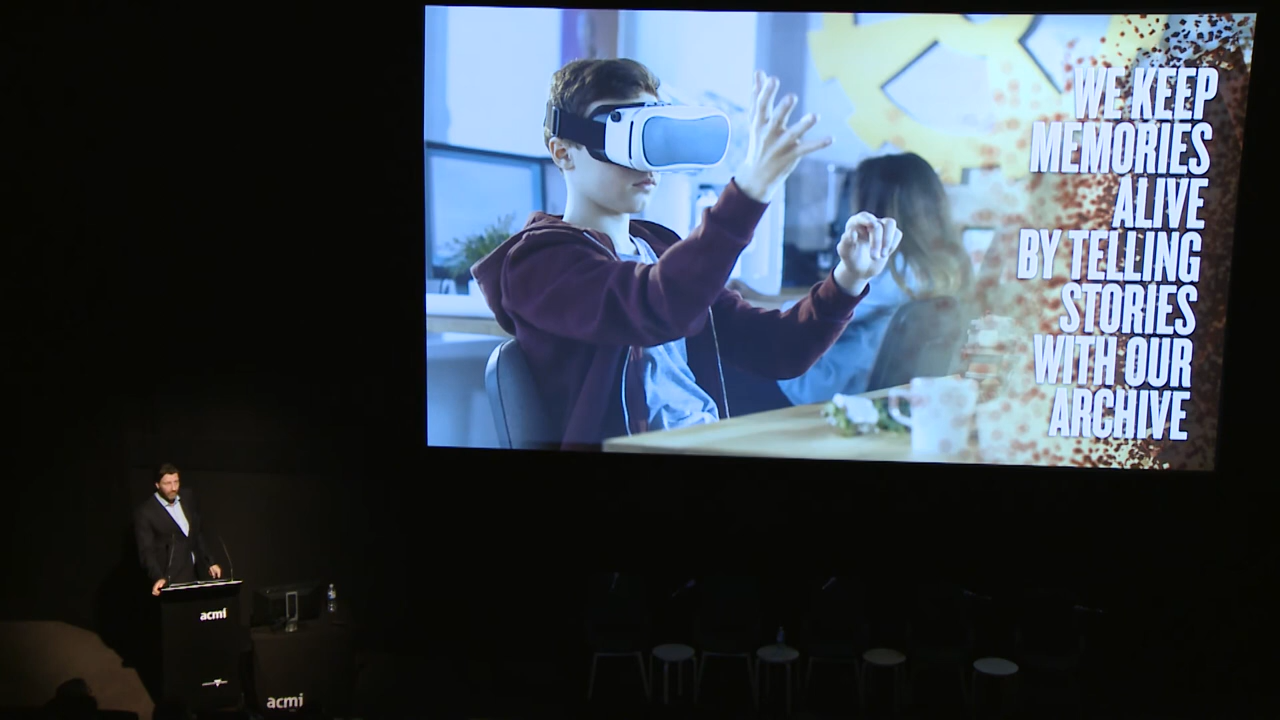 WE KEEP
MEMORIES
ALIVE
BY TELLING
STORIES
WITH OUR
ARCHIVE
acmi
acmi